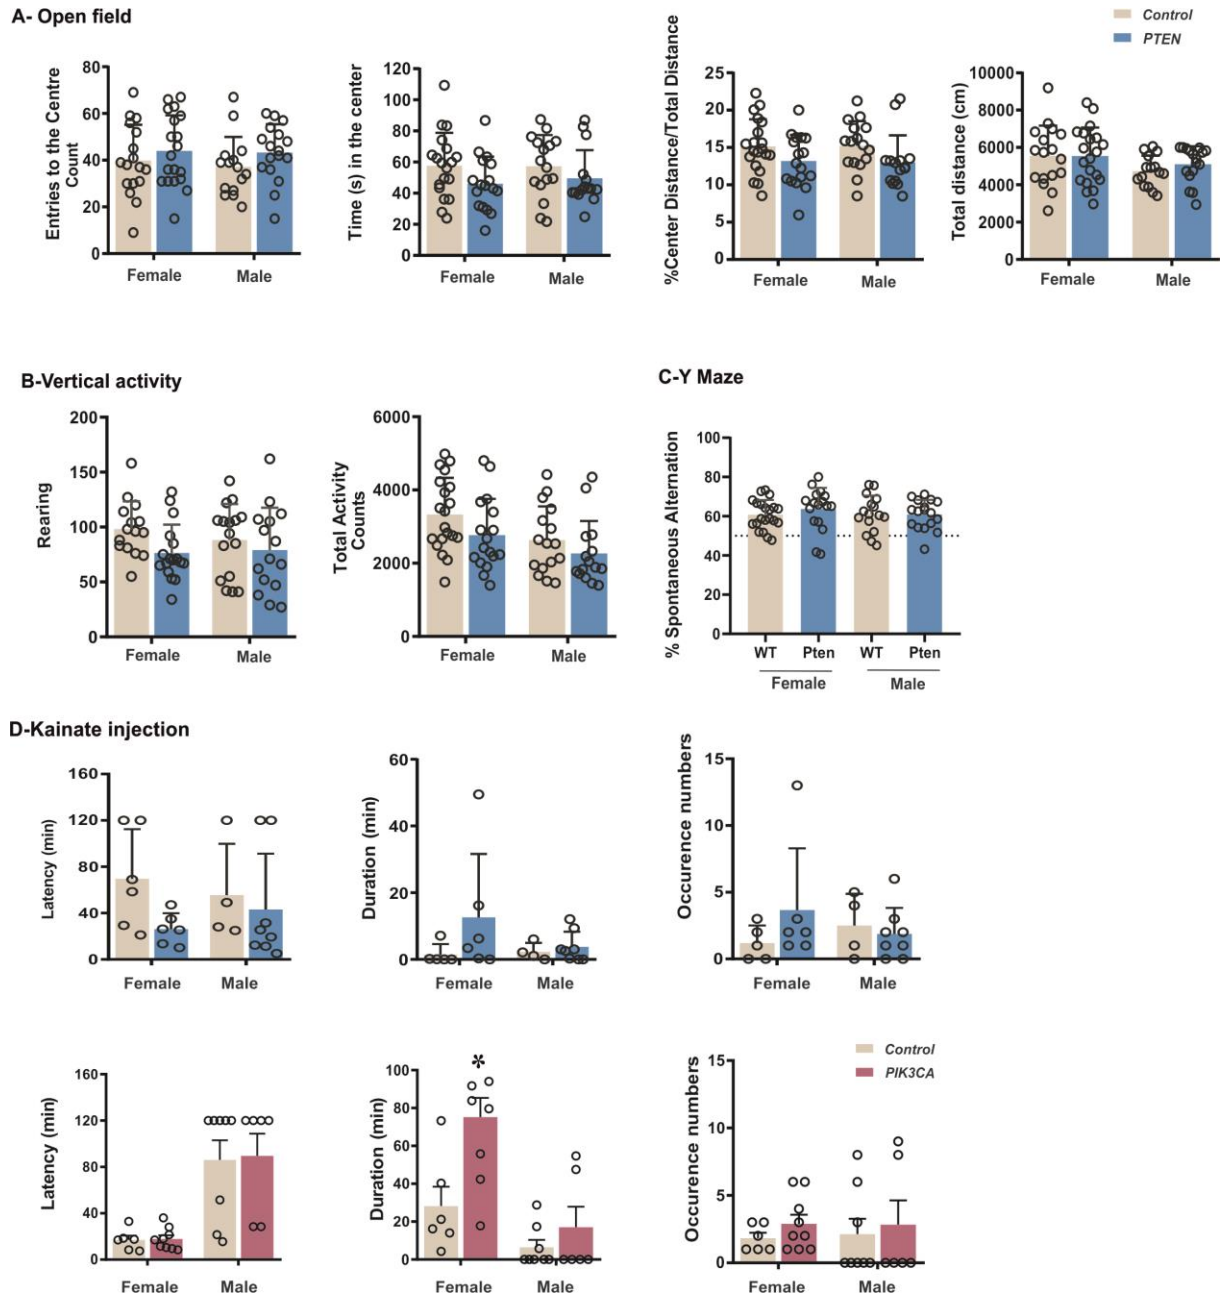 A- Open field
Control
PTEN
Entries to the Centre
Count
80
60
40
20
0
Female
Male
Time (s) in the center
120
100
80
60
40
20
0
Female
Male
%Center Distance/Total Distance
25
20
15
10
5
0
Female
Male
Total distance (cm)
10000
8000
6000
4000
2000
0
Female
Male
B-Vertical activity
C-Y Maze
Rearing
200
150
100
50
0
Female
Male
Total Activity
Counts
6000
4000
2000
0
Female
Male
% Spontaneous Alternation
100
80
60
40
20
0
WT
Pten
WT
Pten
Female
Male
D-Kainate injection
Latency (min)
160
120
80
40
0
Female
Male
Duration (min)
60
40
20
0
Female
Male
Occurence numbers
15
10
5
0
Female
Male
Control
PIK3CA
Latency (min)
160
120
80
40
0
Female
Male
Duration (min)
100
80
60
40
20
0
*
Female
Male
Occurence numbers
15
10
5
0
Female
Male